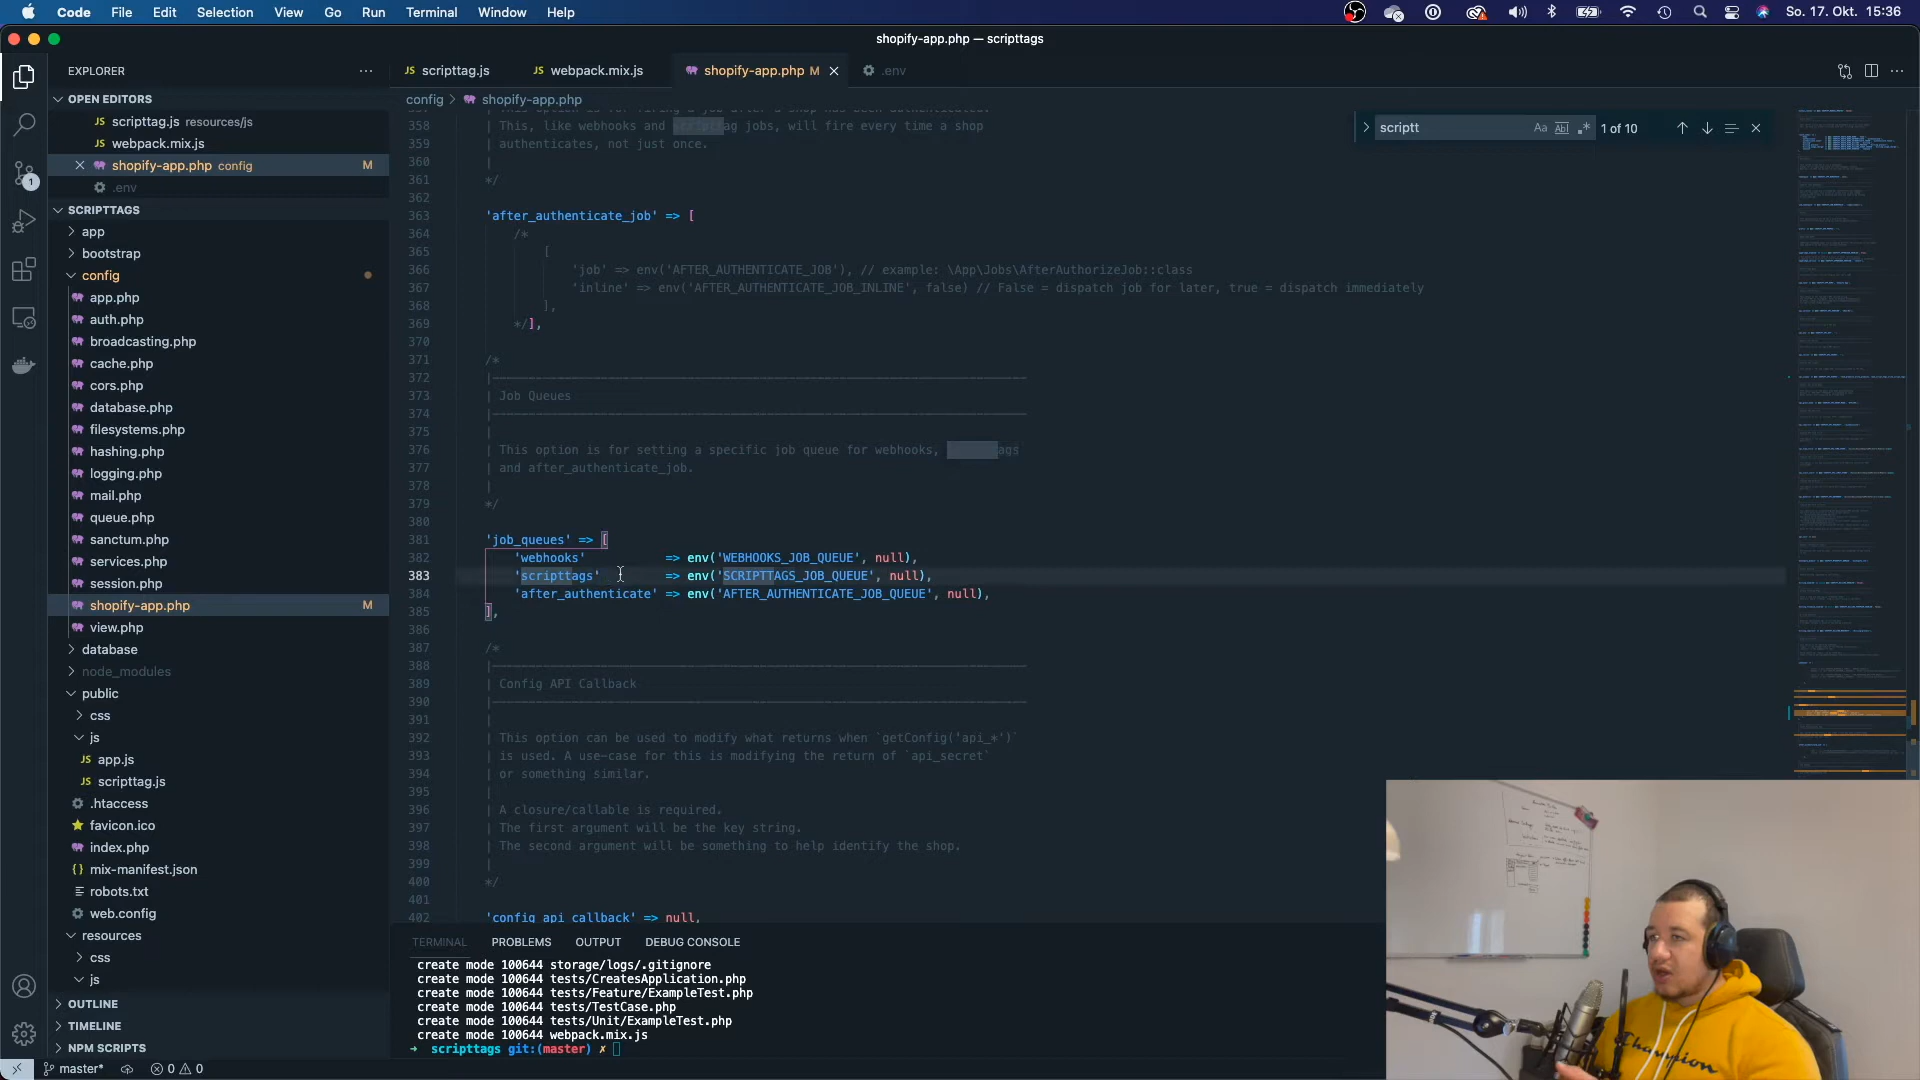 Code File Edit Selection View Go Run Terminal Window Help
So. 17. Okt. 15:36
shopify-app.php — scripttags
EXPLORER
scripttag.js
webpack.mix.js
shopify-app.php M
.env
config
shopify-app.php
OPEN EDITORS
scripttag.js resources/js
webpack.mix.js
shopify-app.php config M
.env
SCRIPTTAGS
app
bootstrap
config
app.php
auth.php
broadcasting.php
cache.php
cors.php
database.php
filesystems.php
hashing.php
logging.php
mail.php
queue.php
sanctum.php
services.php
session.php
shopify-app.php M
view.php
database
node_modules
public
css
js
app.js
scripttag.js
.htaccess
favicon.ico
index.php
mix-manifest.json
robots.txt
web.config
resources
css
js
OUTLINE
TIMELINE
NPM SCRIPTS
1
scriptt
Aa Ab .* 1 of 10
358 | This, like webhooks and scripttag jobs, will fire every time a shop
359 | authenticates, not just once.
360 |
361 */
362
363 'after_authenticate_job' => [
364 /*
365 [
366 'job' => env('AFTER_AUTHENTICATE_JOB'), // example: \App\Jobs\AfterAuthorizeJob::class
367 'inline' => env('AFTER_AUTHENTICATE_JOB_INLINE', false) // False = dispatch job for later, true = dispatch immediately
368 ],
369 */],
370
371 /*
372 |--------------------------------------------------------------------------
373 | Job Queues
374 |--------------------------------------------------------------------------
375 |
376 | This option is for setting a specific job queue for webhooks, ags
377 | and after_authenticate_job.
378 |
379 */
380
381 'job_queues' => [
382 'webhooks' => env('WEBHOOKS_JOB_QUEUE', null),
383 'scripttags' => env('SCRIPTTAGS_JOB_QUEUE', null),
384 'after_authenticate' => env('AFTER_AUTHENTICATE_JOB_QUEUE', null),
385 ],
386
387 /*
388 |--------------------------------------------------------------------------
389 | Config API Callback
390 |--------------------------------------------------------------------------
391 |
392 | This option can be used to modify what returns when `getConfig('api_*')`
393 | is used. A use-case for this is modifying the return of `api_secret`
394 | or something similar.
395 |
396 | A closure/callable is required.
397 | The first argument will be the key string.
398 | The second argument will be something to help identify the shop.
399 |
400 */
401
402 'config_api_callback' => null,
TERMINAL PROBLEMS OUTPUT DEBUG CONSOLE
create mode 100644 storage/logs/.gitignore
create mode 100644 tests/CreatesApplication.php
create mode 100644 tests/Feature/ExampleTest.php
create mode 100644 tests/TestCase.php
create mode 100644 tests/Unit/ExampleTest.php
create mode 100644 webpack.mix.js
→ scripttags git:(master) ✗
master* 0 0
Champion